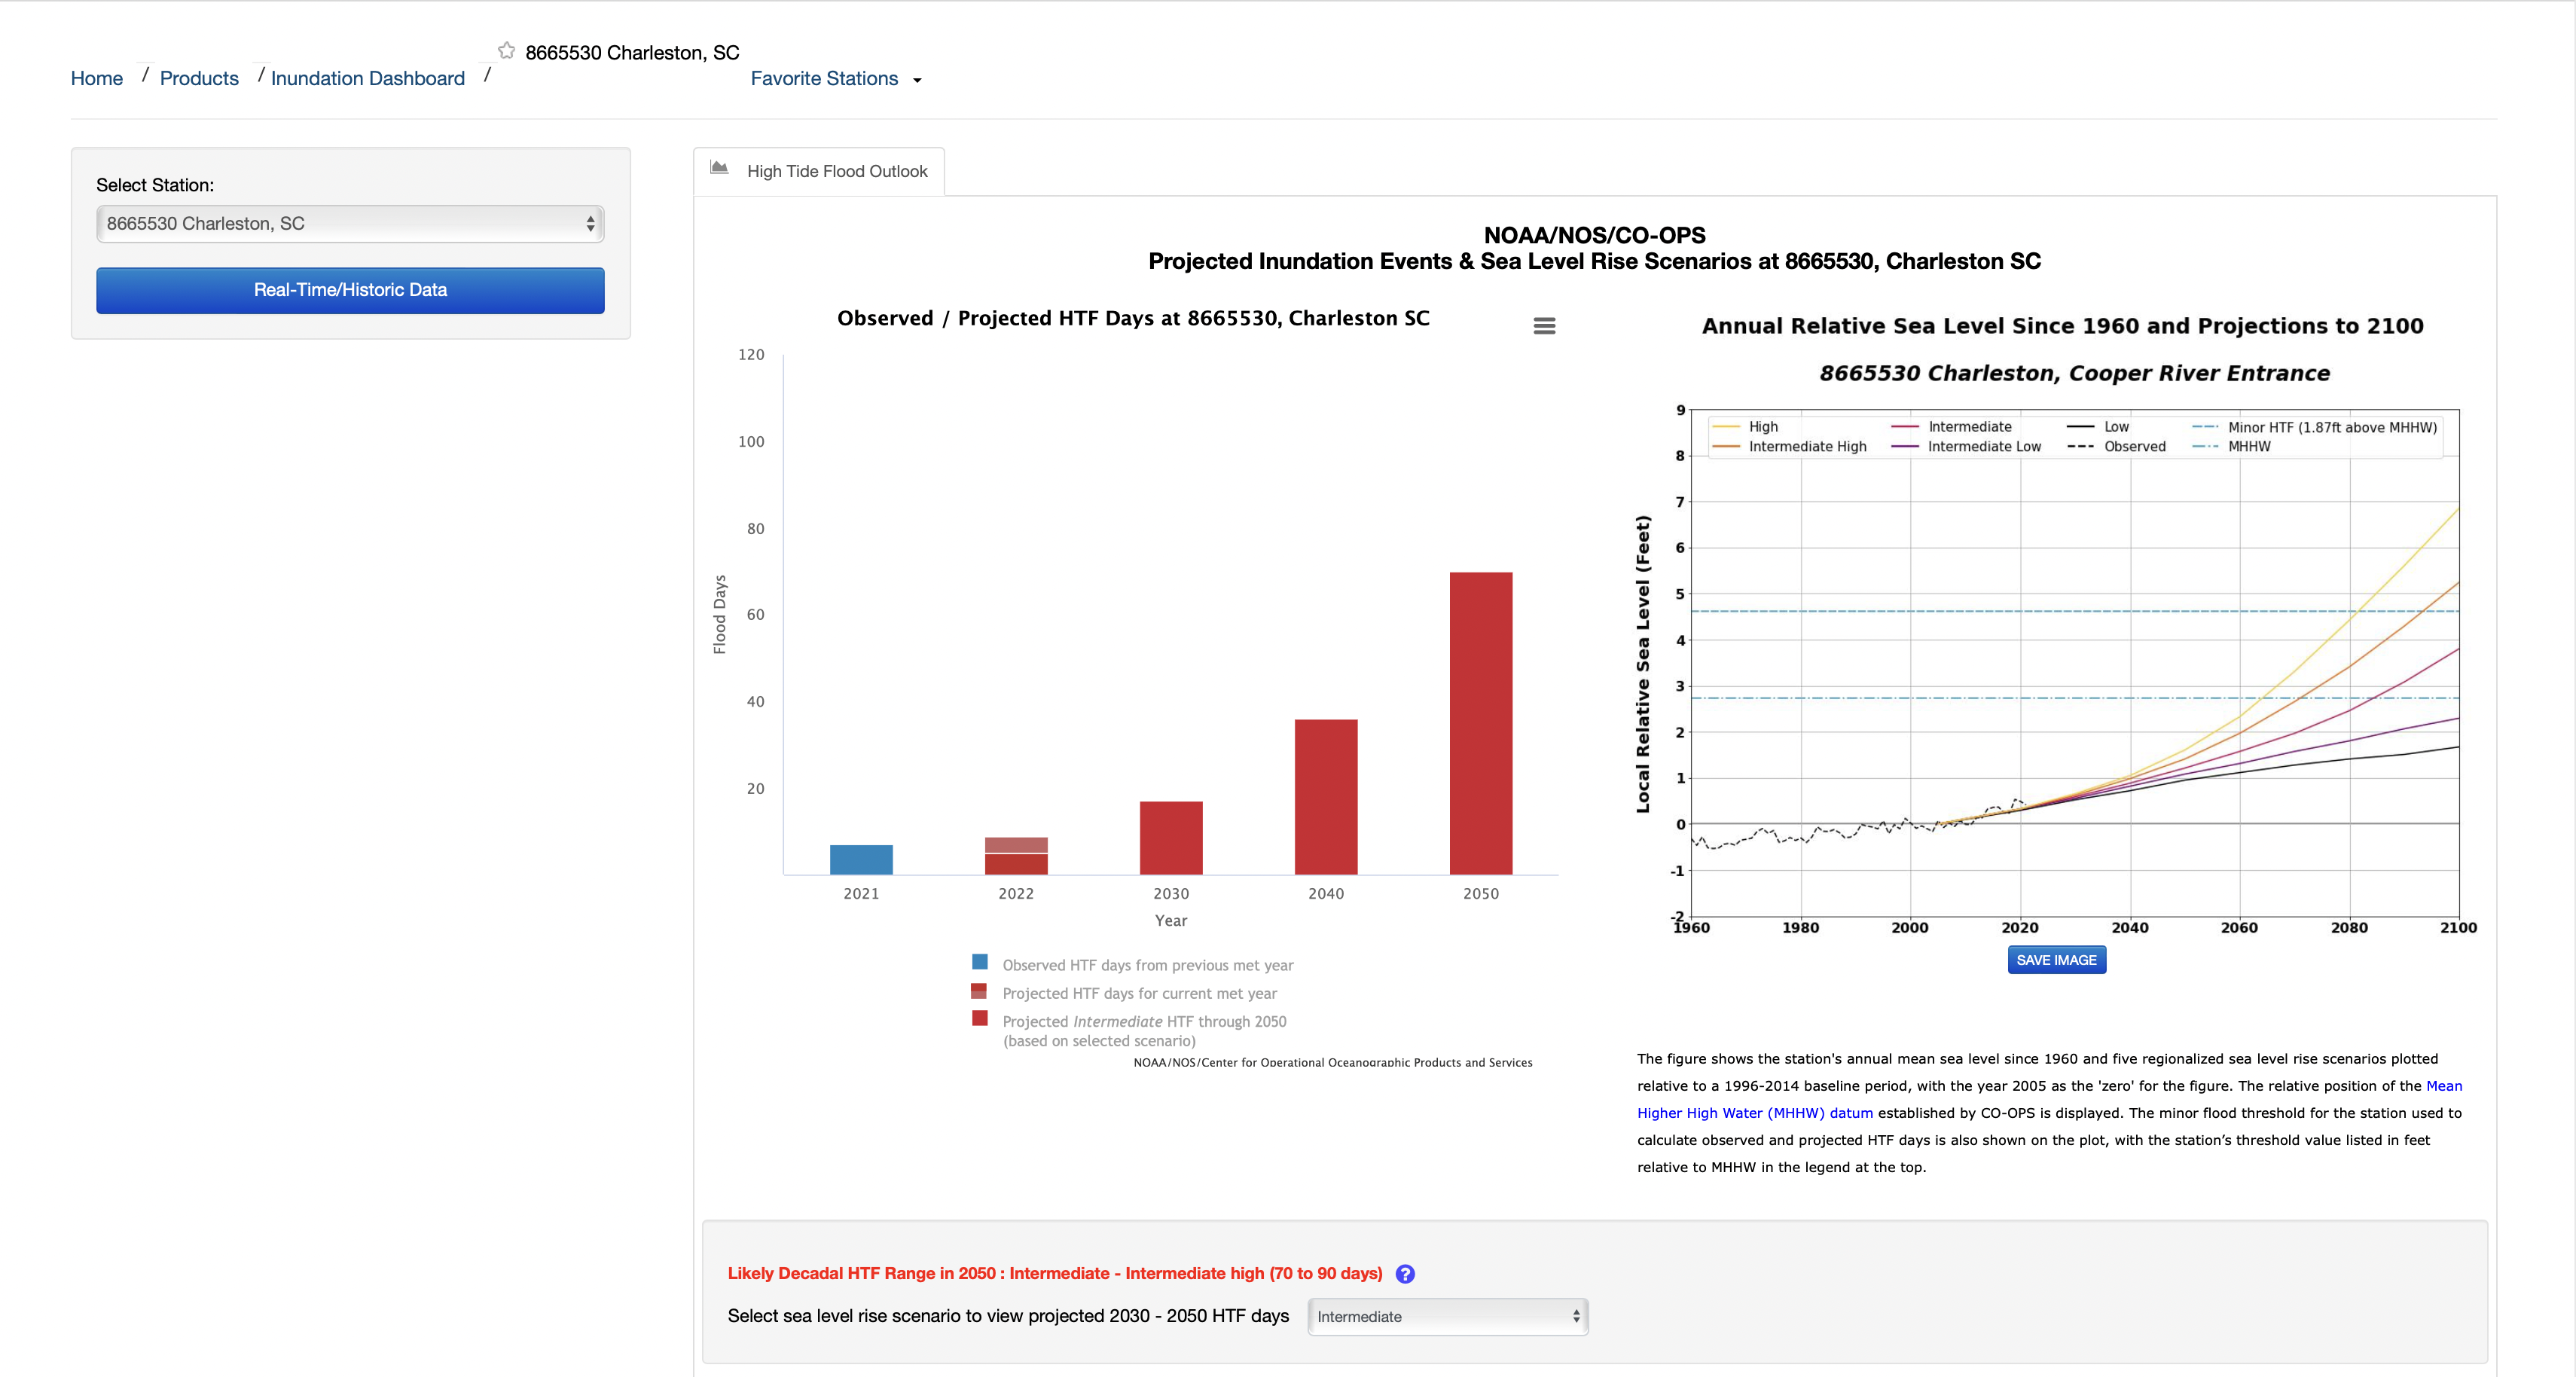 8665530 Charleston, SC
Home / Products / Inundation Dashboard / Favorite Stations
Select Station:
8665530 Charleston, SC
Real-Time/Historic Data
High Tide Flood Outlook
NOAA/NOS/CO-OPS
Projected Inundation Events & Sea Level Rise Scenarios at 8665530, Charleston SC
Observed / Projected HTF Days at 8665530, Charleston SC
120
100
80
60
40
20
Flood Days
2021 2022 2030 2040 2050
Year
Observed HTF days from previous met year
Projected HTF days for current met year
Projected Intermediate HTF through 2050
(based on selected scenario)
NOAA/NOS/Center for Operational Oceanographic Products and Services
Annual Relative Sea Level Since 1960 and Projections to 2100
8665530 Charleston, Cooper River Entrance
High Intermediate Low Minor HTF (1.87ft above MHHW)
Intermediate High Intermediate Low Observed MHHW
9
8
7
6
5
4
3
2
1
0
-1
-2
Local Relative Sea Level (Feet)
1960 1980 2000 2020 2040 2060 2080 2100
SAVE IMAGE
The figure shows the station's annual mean sea level since 1960 and five regionalized sea level rise scenarios plotted
relative to a 1996-2014 baseline period, with the year 2005 as the 'zero' for the figure. The relative position of the Mean
Higher High Water (MHHW) datum established by CO-OPS is displayed. The minor flood threshold for the station used to
calculate observed and projected HTF days is also shown on the plot, with the station’s threshold value listed in feet
relative to MHHW in the legend at the top.
Likely Decadal HTF Range in 2050 : Intermediate - Intermediate high (70 to 90 days) ?
Select sea level rise scenario to view projected 2030 - 2050 HTF days Intermediate